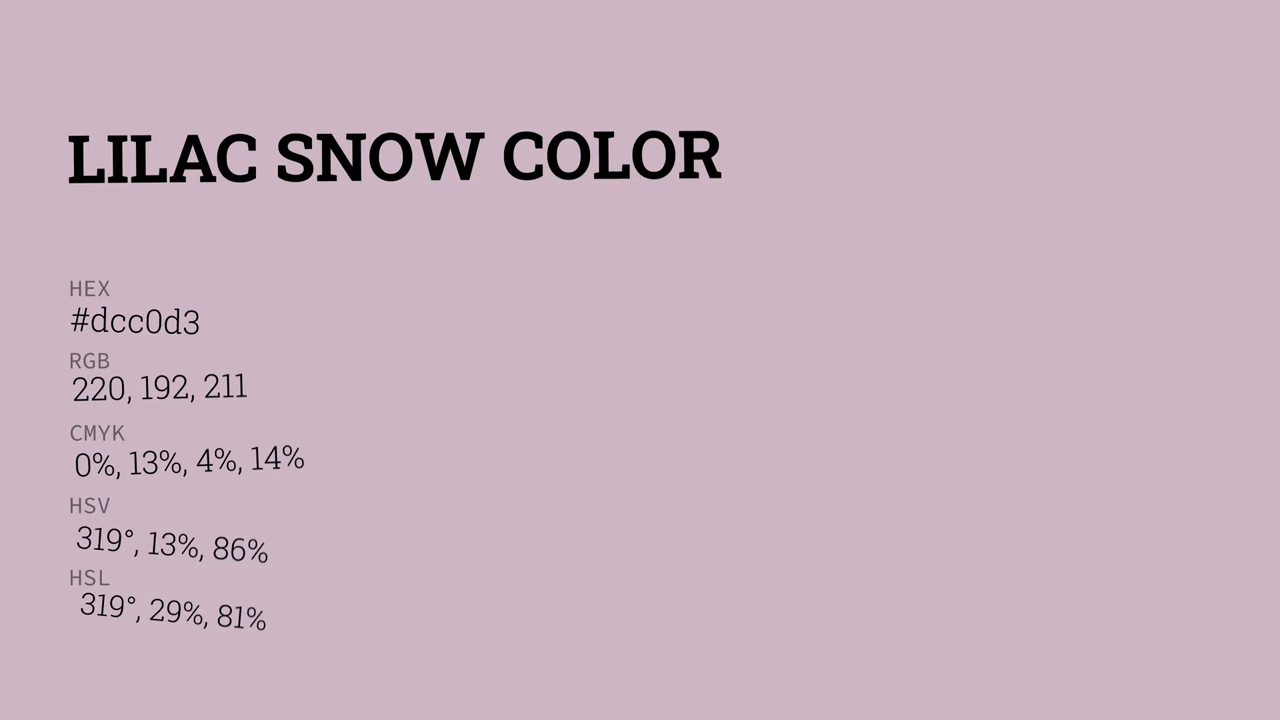 LILAC SNOW COLOR
HEX
#dcc0d3
RGB
220, 192, 211
CMYK
0%, 13%, 4%, 14%
HSV
319°, 13%, 86%
HSL
319°, 29%, 81%